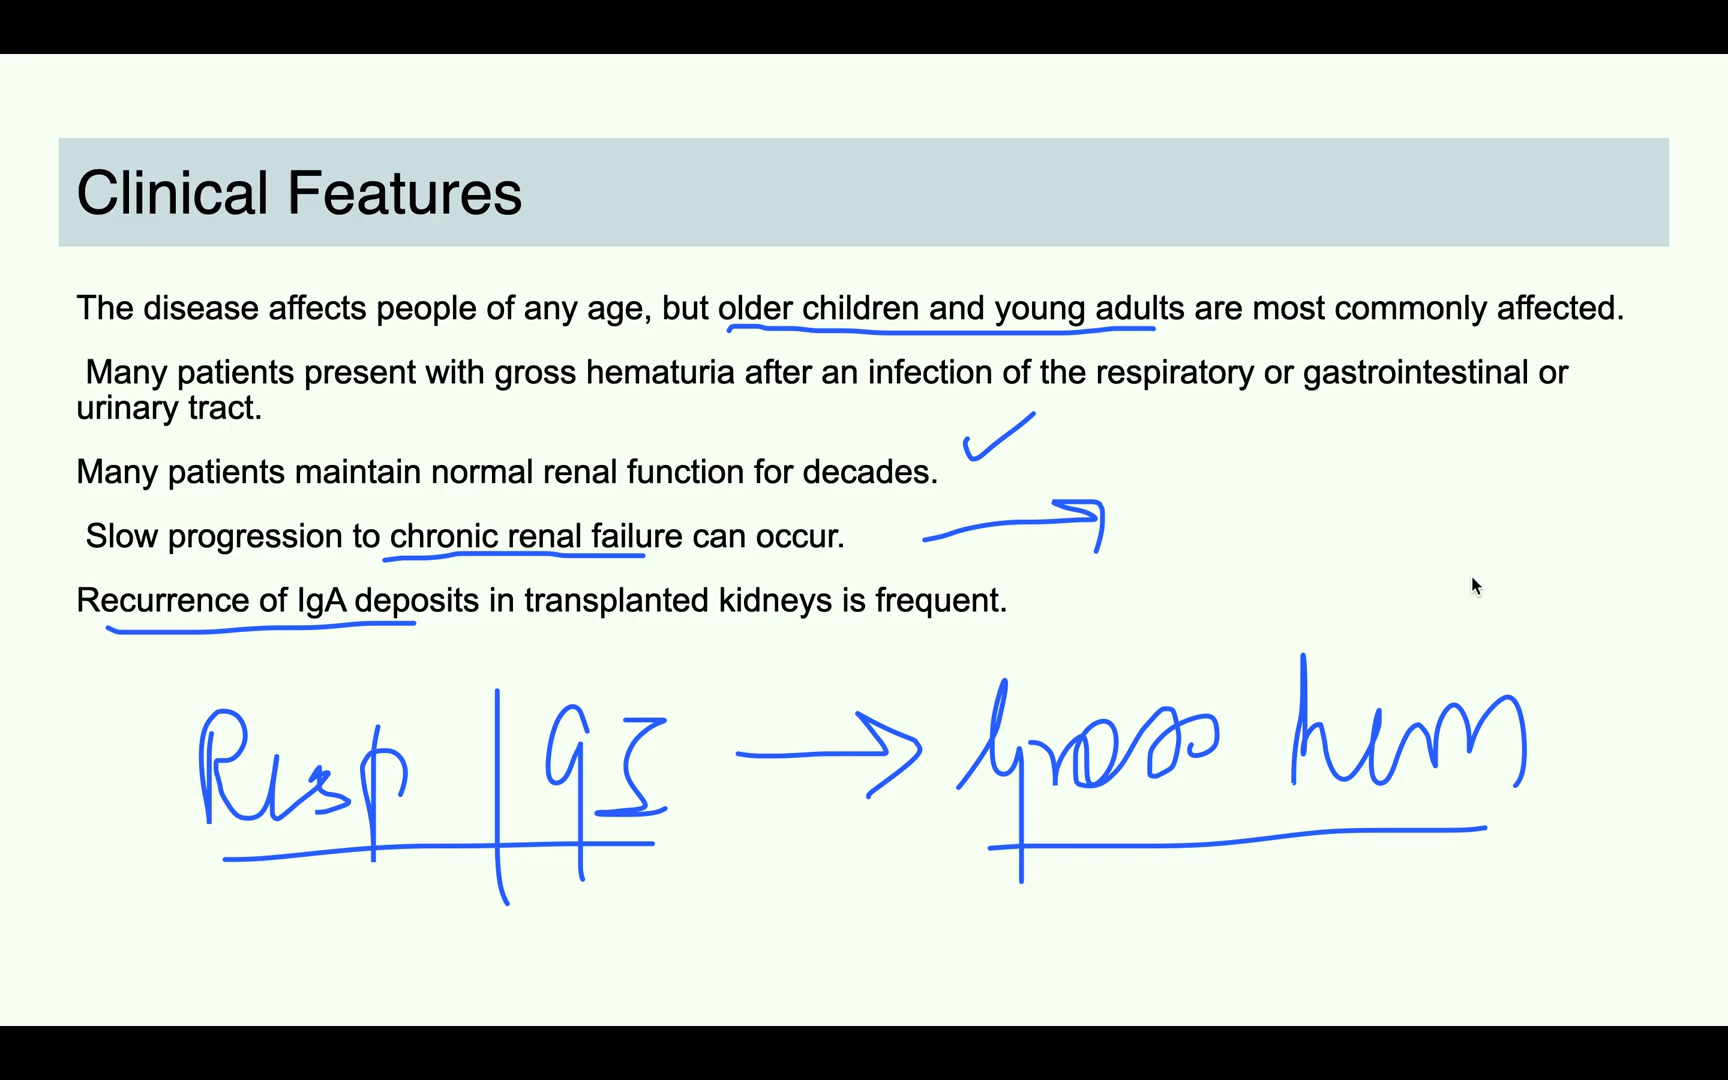 Clinical Features
The disease affects people of any age, but older children and young adults are most commonly affected.
Many patients present with gross hematuria after an infection of the respiratory or gastrointestinal or
urinary tract.
Many patients maintain normal renal function for decades.
Slow progression to chronic renal failure can occur.
Recurrence of IgA deposits in transplanted kidneys is frequent.
Resp | GI → Gross hem